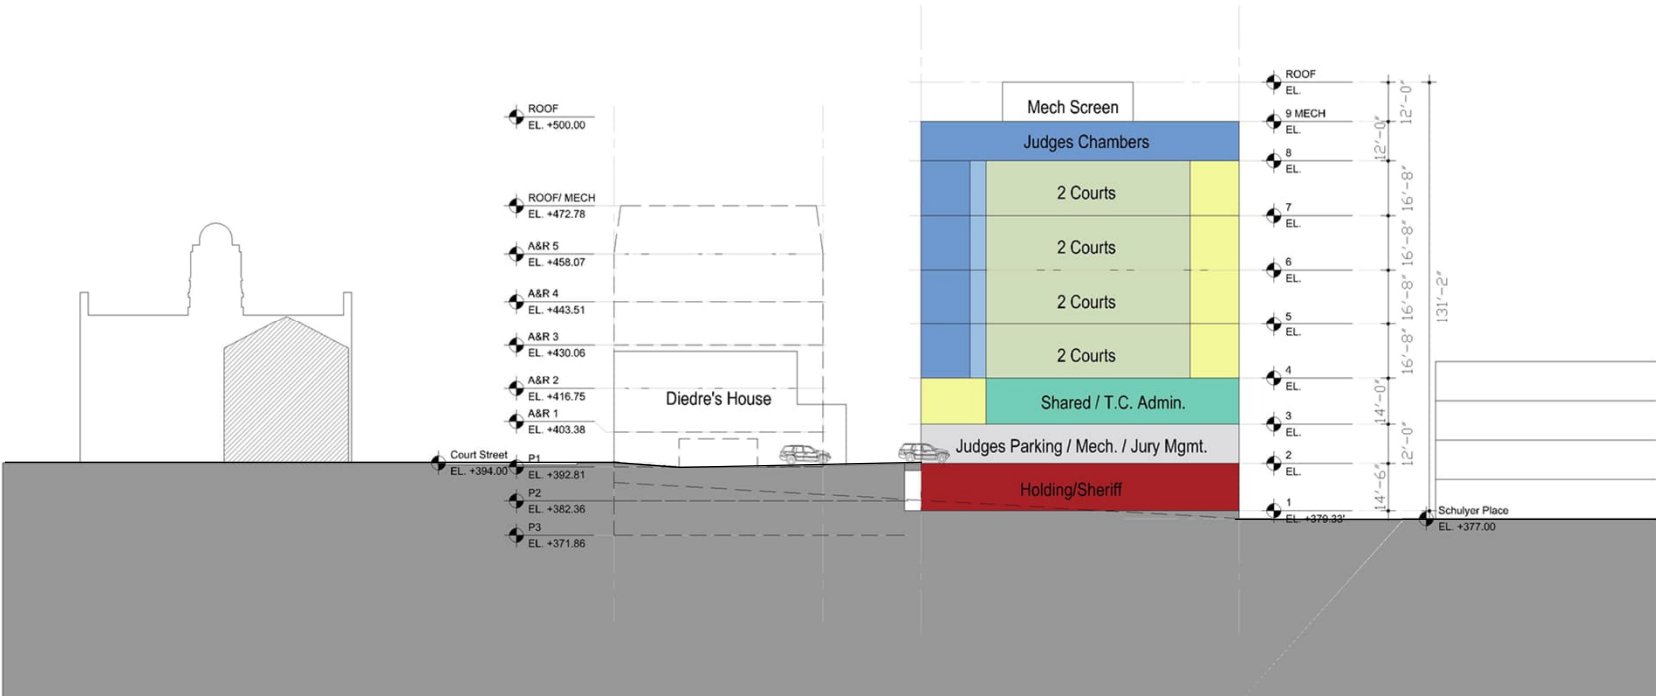 ROOF
EL. +500.00
ROOF/ MECH
EL. +472.78
A&R 5
EL. +458.07
A&R 4
EL. +443.51
A&R 3
EL. +430.06
A&R 2
EL. +416.75
A&R 1
EL. +403.38
Court Street
EL. +394.00
P1
EL. +392.81
P2
EL. +382.36
P3
EL. +371.86
Diedre's House
Mech Screen
Judges Chambers
2 Courts
2 Courts
2 Courts
2 Courts
Shared / T.C. Admin.
Judges Parking / Mech. / Jury Mgmt.
Holding/Sheriff
ROOF
EL.
9 MECH
EL.
8
EL.
7
EL.
6
EL.
5
EL.
4
EL.
3
EL.
2
EL.
1
EL. +379.33'
12'-0"
12'-0"
16'-8"
16'-8"
16'-8"
16'-8"
14'-0"
12'-0"
14'-6"
131'-2"
Schulyer Place
EL. +377.00